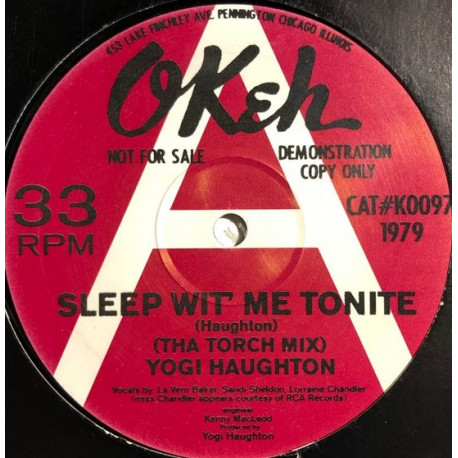 453 LAKE FINCHLEY AVE. PENNINGTON CHICAGO. ILLINOIS
OKeh
NOT FOR SALE
DEMONSTRATION
COPY ONLY
33
RPM
CAT#K0097
1979
A
SLEEP WIT' ME TONITE
(Haughton)
(THA TORCH MIX)
YOGI HAUGHTON
Vocals by, La Vern Baker, Sandi Sheldon, Lorraine Chandler
(miss Chandler appears courtesy of RCA Records)
engineer
Kenny MacLeod
Produced by
Yogi Haughton